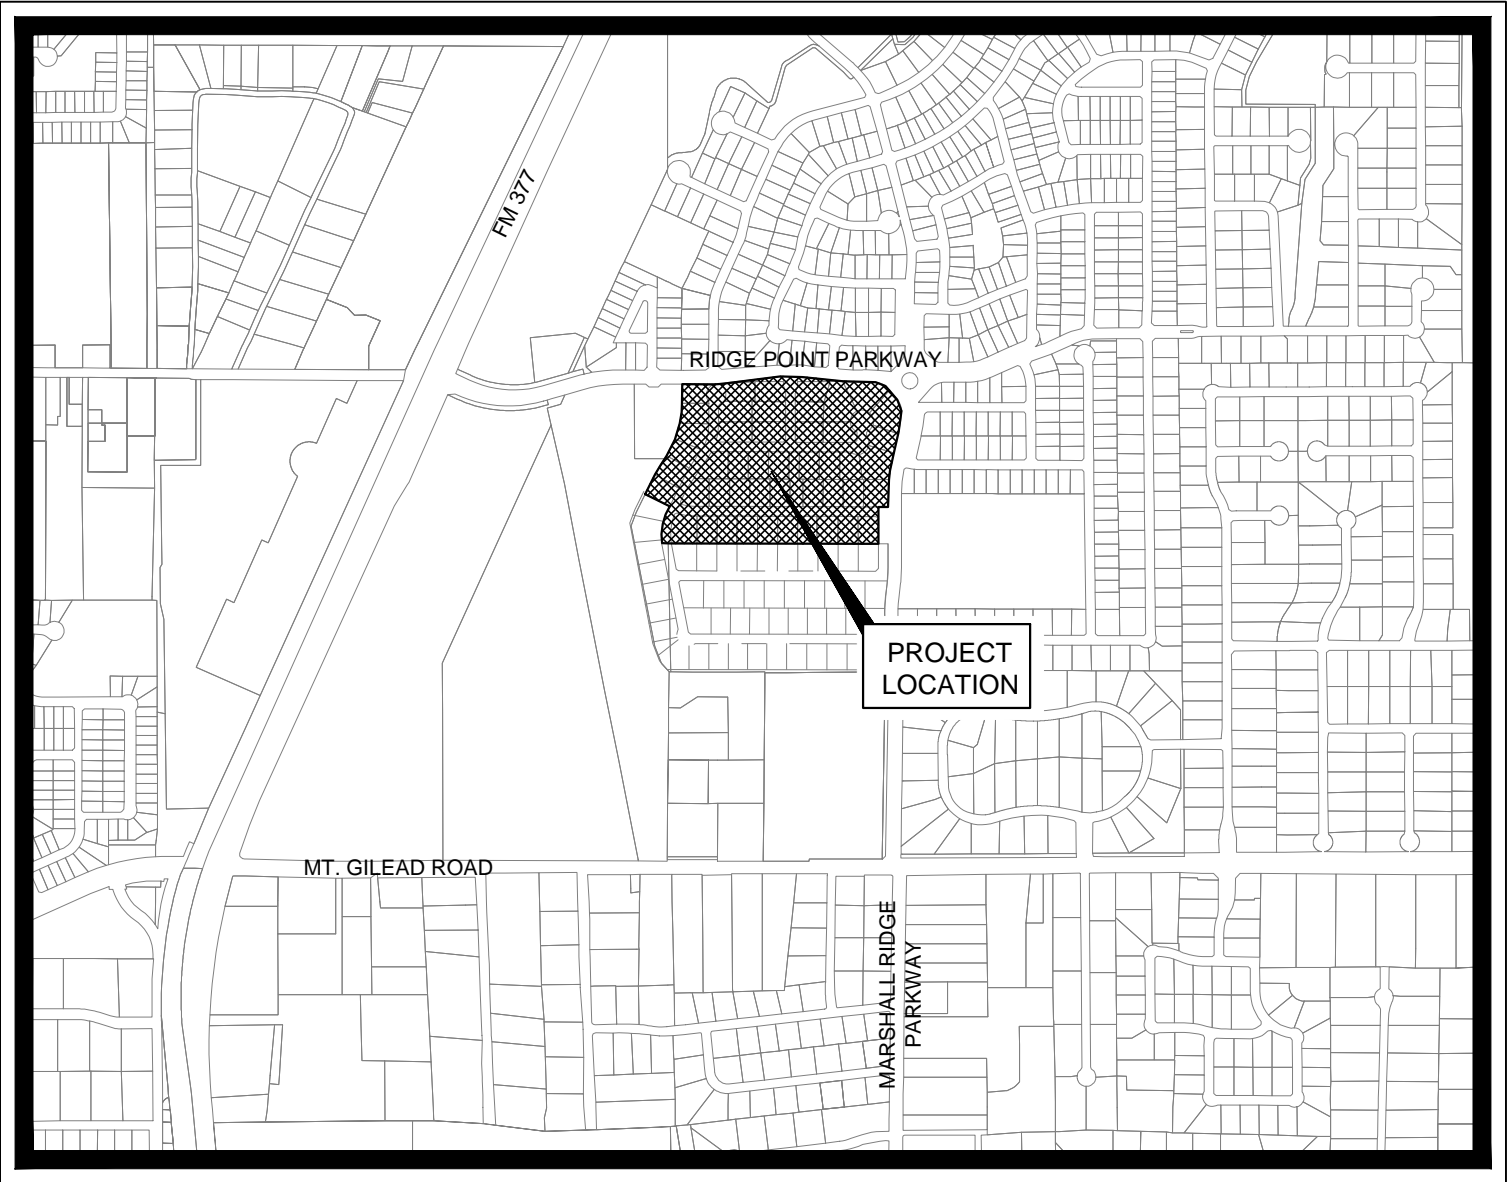 FM 377
RIDGE POINT PARKWAY
PROJECT
LOCATION
MT. GILEAD ROAD
MARSHALL RIDGE
PARKWAY